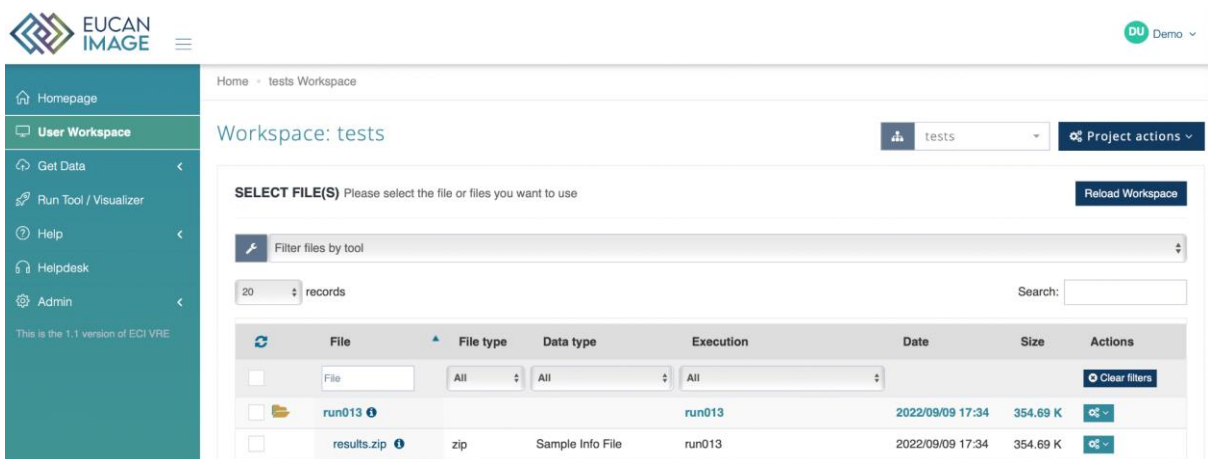 EUCAN
IMAGE
DU Demo
Home tests Workspace
Homepage
User Workspace
Get Data
Run Tool / Visualizer
Help
Helpdesk
Admin
This is the 1.1 version of ECI VRE
Workspace: tests
tests
Project actions
SELECT FILE(S) Please select the file or files you want to use
Reload Workspace
Filter files by tool
20 records
Search:
File File type Data type Execution Date Size Actions
File All All All Clear filters
run013 run013 2022/09/09 17:34 354.69 K
results.zip zip Sample Info File run013 2022/09/09 17:34 354.69 K